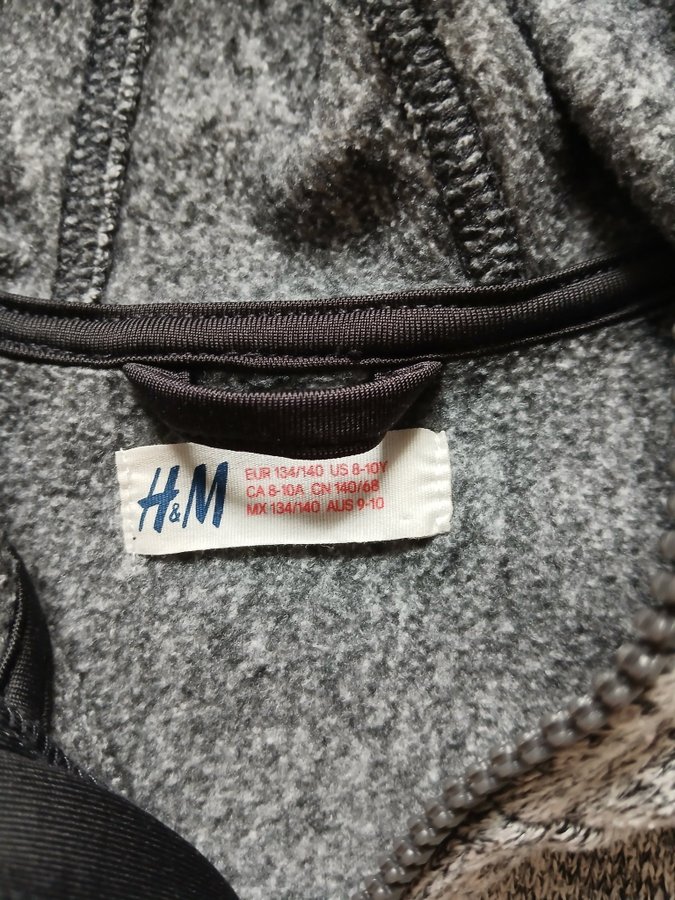 H&M
EUR 134/140 US 8-10Y
CA 8-10A CN 140/68
MX 134/140 AUS 9-10